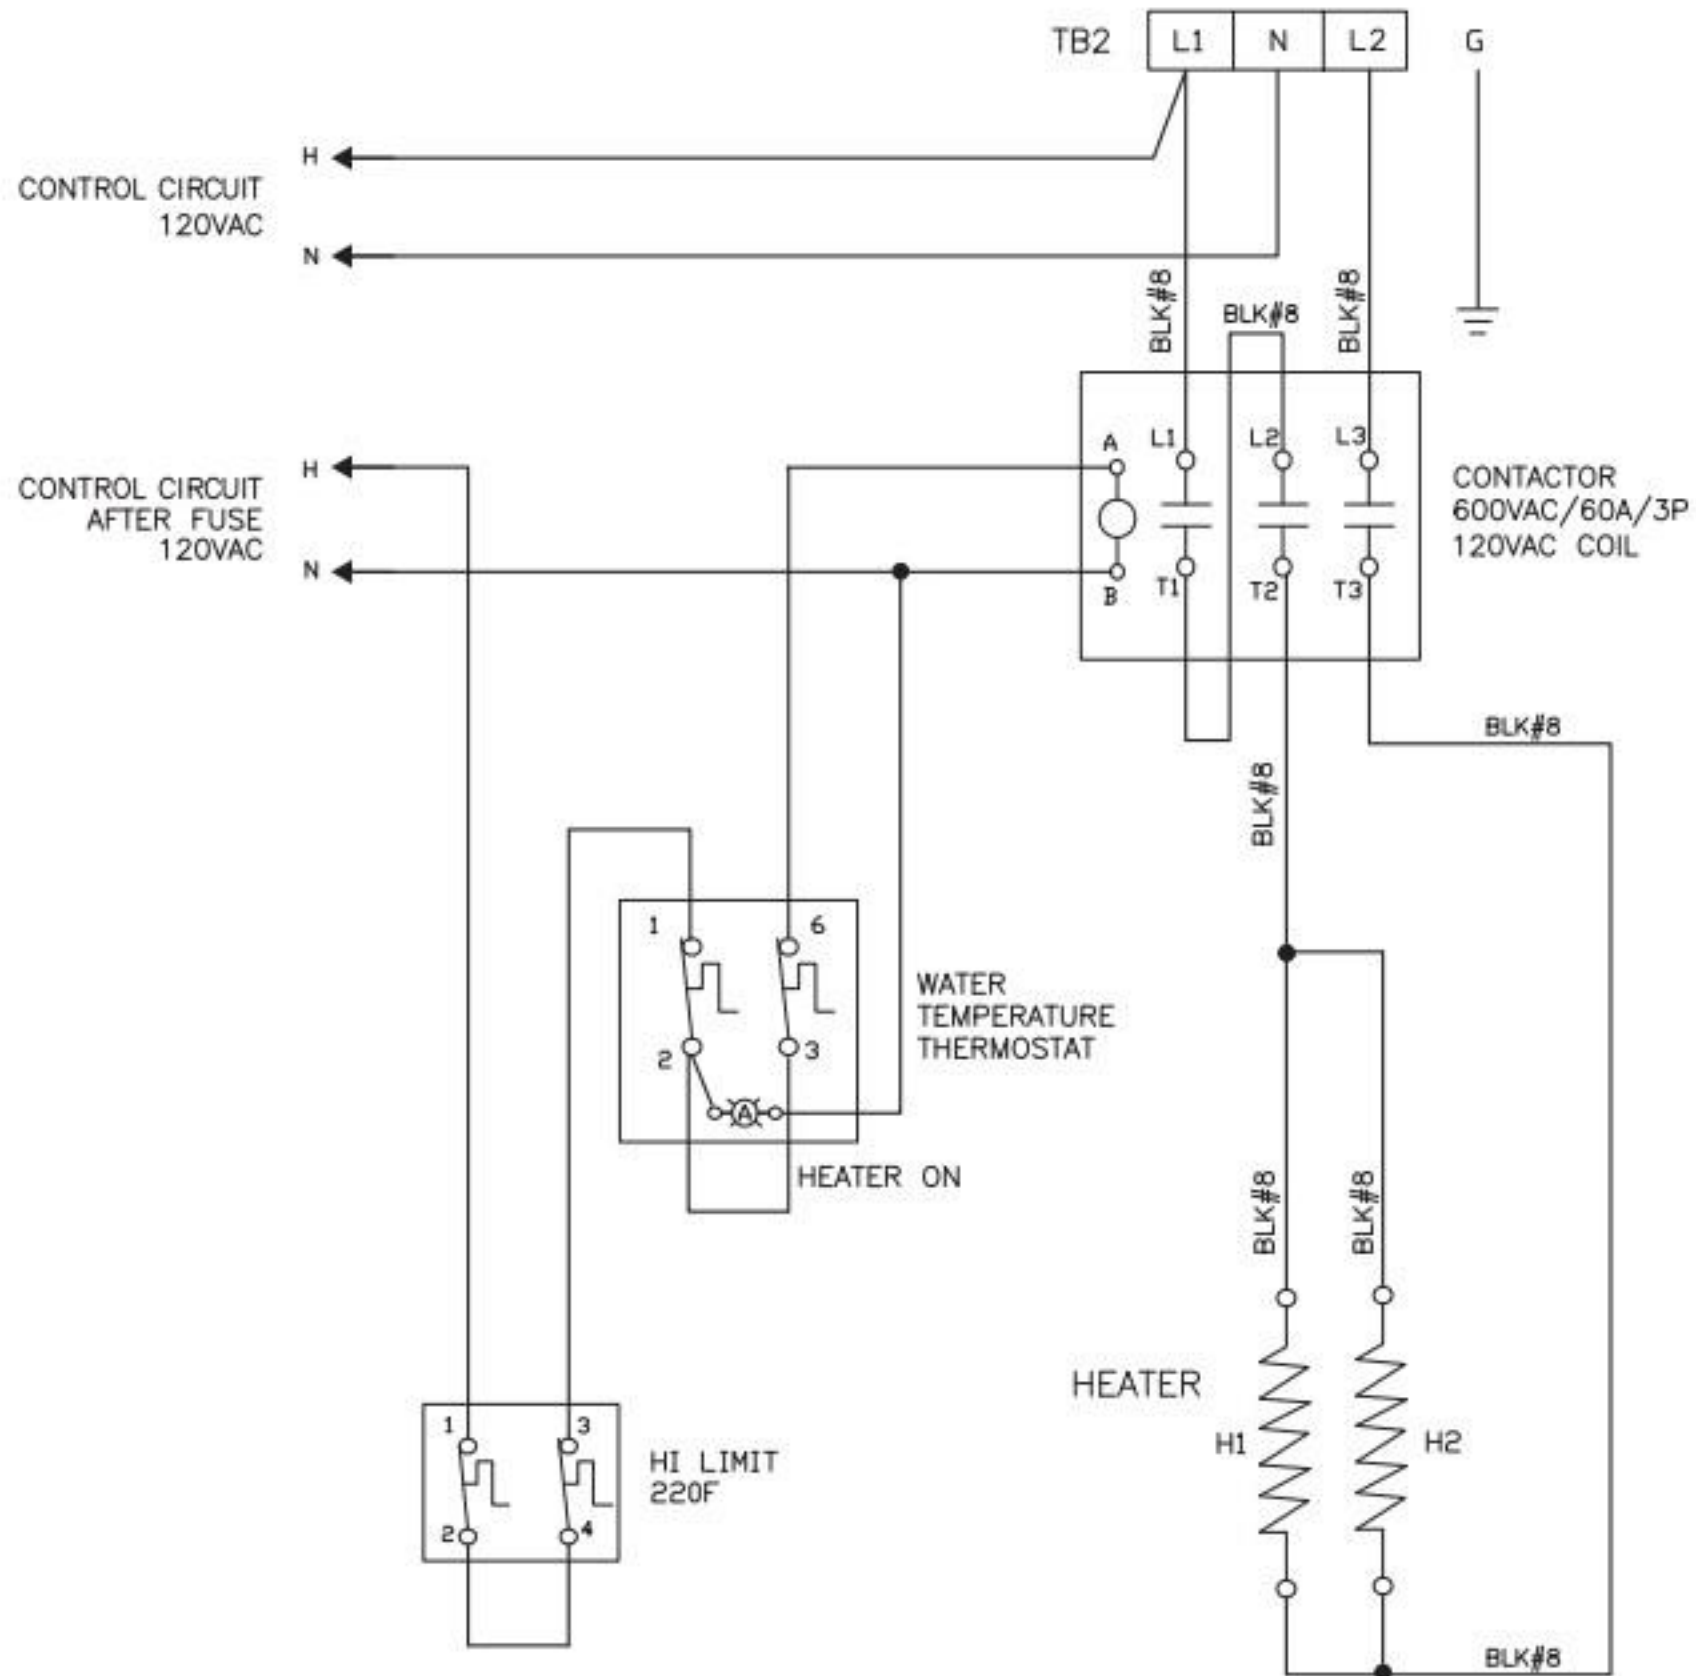 TB2 L1 N L2 G
H
CONTROL CIRCUIT
120VAC
N
BLK#8
BLK#8
BLK#8
H
CONTROL CIRCUIT
AFTER FUSE
120VAC
N
A L1 L2 L3
B T1 T2 T3
CONTACTOR
600VAC/60A/3P
120VAC COIL
BLK#8
BLK#8
1 6
2 3
A
WATER
TEMPERATURE
THERMOSTAT
HEATER ON
BLK#8
BLK#8
HEATER
H1
H2
1 3
2 4
HI LIMIT
220F
BLK#8